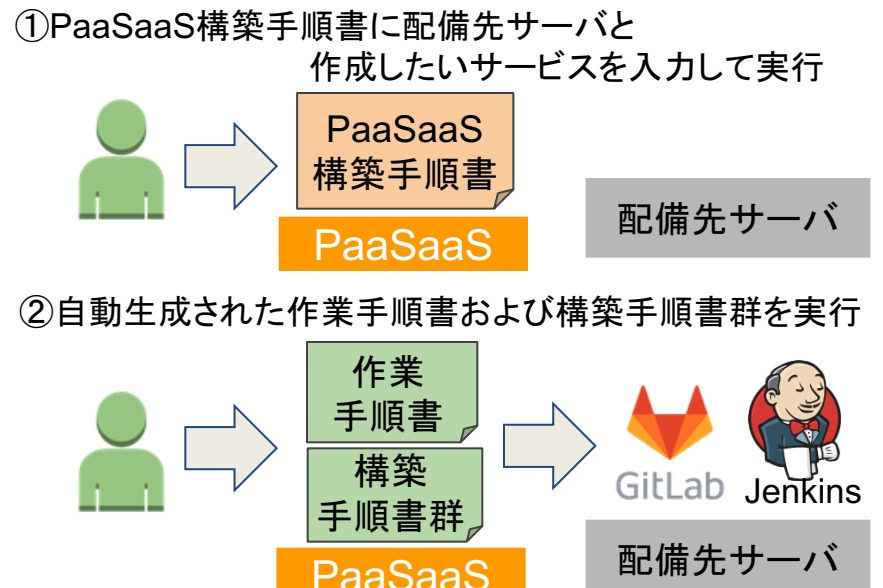 ①PaaSaaS構築手順書に配備先サーバと
作成したいサービスを入力して実行
PaaSaaS
構築手順書
PaaSaaS
配備先サーバ
②自動生成された作業手順書および構築手順書群を実行
作業
手順書
構築
手順書群
PaaSaaS
GitLab
Jenkins
配備先サーバ